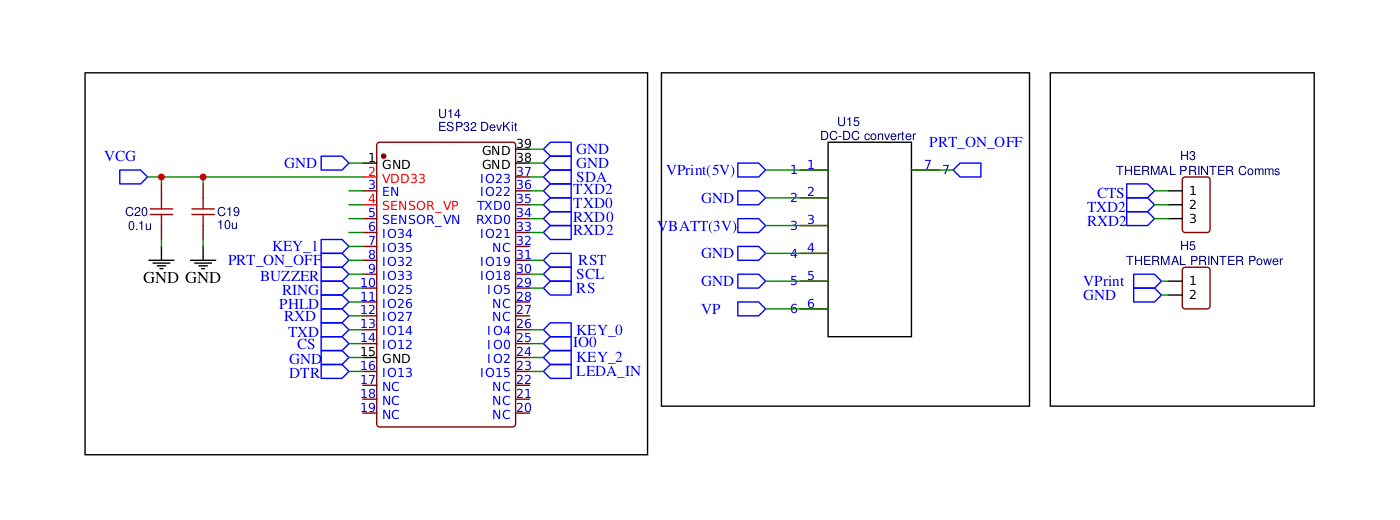 U14
ESP32 DevKit
VCG
C20
0.1u
C19
10u
GND
GND
GND 1 GND
2 VDD33
3 EN
4 SENSOR_VP
5 SENSOR_VN
6 IO34
KEY_1 7 IO35
PRT_ON_OFF 8 IO32
BUZZER 9 IO33
RING 10 IO25
PHLD 11 IO26
RXD 12 IO27
TXD 13 IO14
CS 14 IO12
GND 15 GND
DTR 16 IO13
17 NC
18 NC
19 NC
GND 39 GND
GND 38 GND
IO23 37 SDA
IO22 36 TXD2
TXD0 35 TXD0
RXD0 34 RXD0
IO21 33 RXD2
NC 32
IO19 31 RST
IO18 30 SCL
IO5 29 RS
NC 28
NC 27
IO4 26 KEY_0
IO0 25 IO0
IO2 24 KEY_2
IO15 23 LEDA_IN
NC 22
NC 21
NC 20
U15
DC-DC converter
PRT_ON_OFF
VPrint(5V) 1 1
7 7
GND 2 2
VBATT(3V) 3 3
GND 4 4
GND 5 5
VP 6 6
H3
THERMAL PRINTER Comms
CTS 1
TXD2 2
RXD2 3
H5
THERMAL PRINTER Power
VPrint 1
GND 2